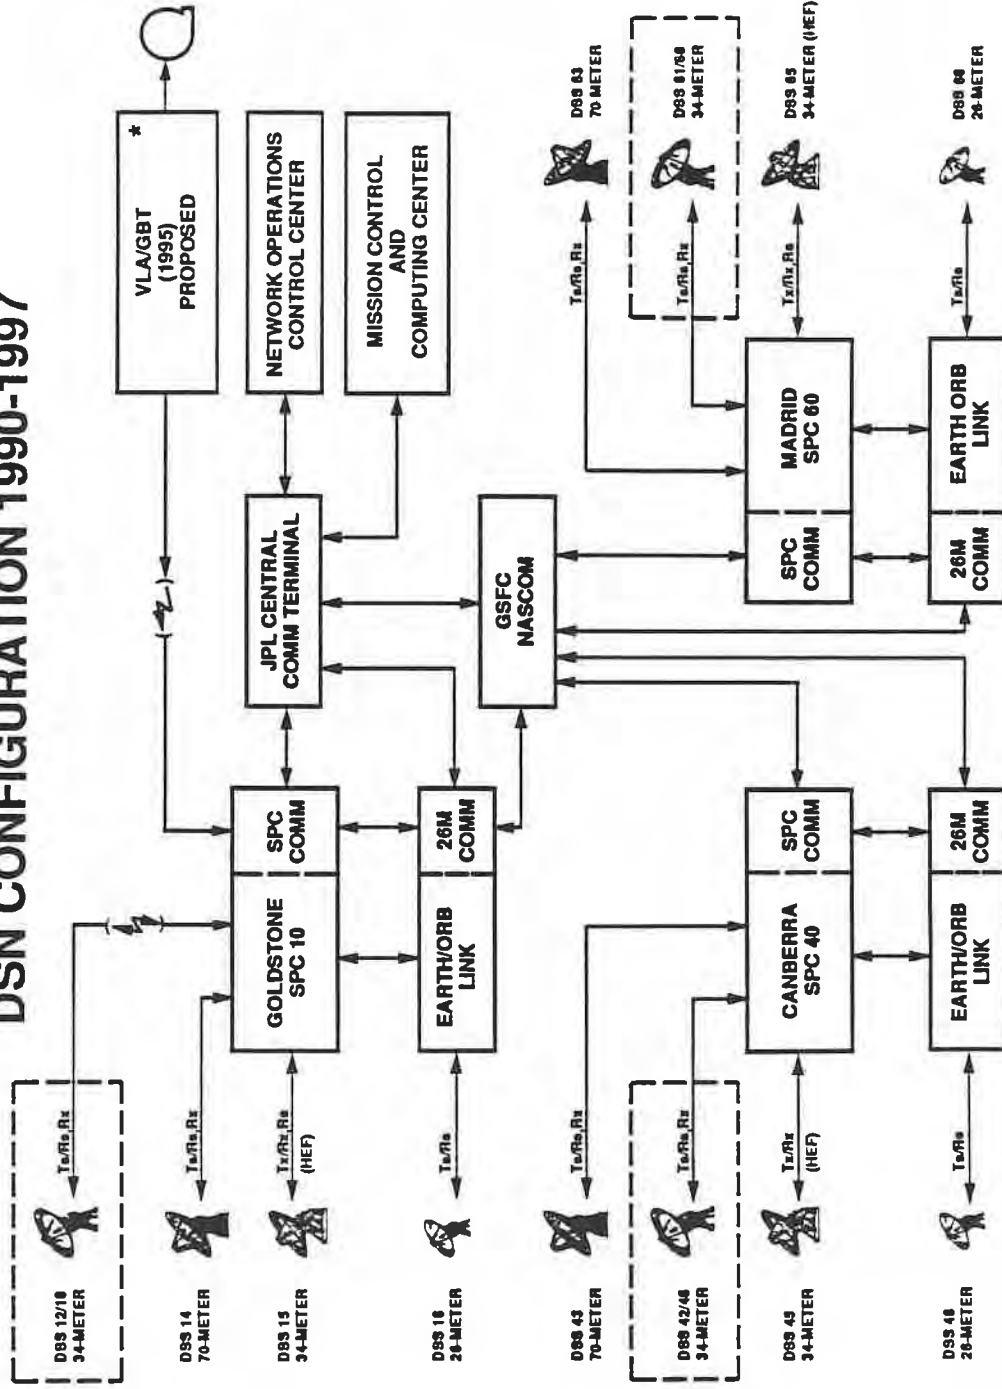 DSN CONFIGURATION 1990-1997
DSS 12/18
34-METER
Ts/Rs,Rx
DSS 14
70-METER
Ts/Rs,Rx
DSS 15
34-METER
Tx/Rx,Rs
(HEF)
DSS 16
26-METER
Ts/Rs
GOLDSTONE
SPC 10
SPC
COMM
EARTH/ORB
LINK
26M
COMM
VLA/GBT
(1995)
PROPOSED
*
JPL CENTRAL
COMM TERMINAL
NETWORK OPERATIONS
CONTROL CENTER
MISSION CONTROL
AND
COMPUTING CENTER
GSFC
NASCOM
DSS 43
70-METER
Ts/Rs,Rx
DSS 42/46
34-METER
Ts/Rs,Rx
DSS 45
34-METER
Tx/Rx
(HEF)
DSS 46
26-METER
Ts/Rs
CANBERRA
SPC 40
SPC
COMM
EARTH/ORB
LINK
26M
COMM
SPC
COMM
MADRID
SPC 60
26M
COMM
EARTH ORB
LINK
Ts/Rs,Rx
DSS 63
70-METER
Ts/Rs,Rx
DSS 61/68
34-METER
Tx/Rx,Rs
DSS 65
34-METER (HEF)
Ts/Rs
DSS 66
26-METER